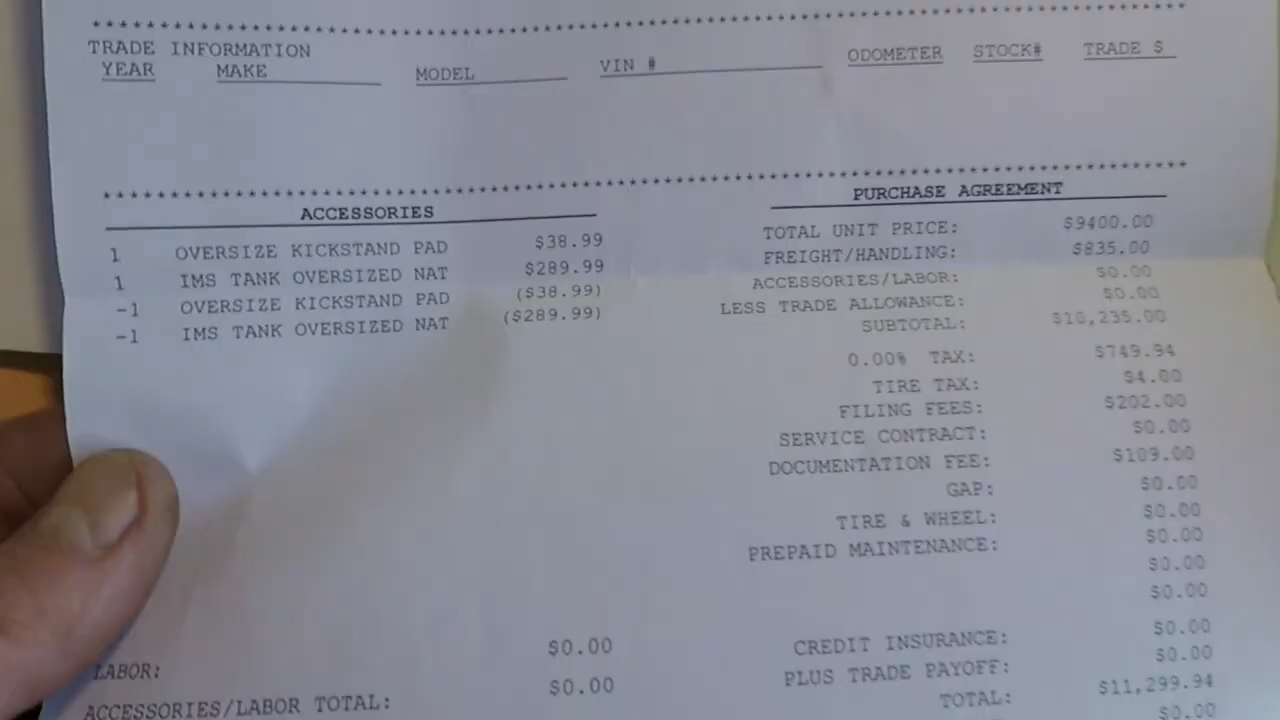 TRADE INFORMATION
YEAR MAKE MODEL VIN # ODOMETER STOCK# TRADE $
ACCESSORIES
1 OVERSIZE KICKSTAND PAD $38.99
1 IMS TANK OVERSIZED NAT $289.99
-1 OVERSIZE KICKSTAND PAD ($38.99)
-1 IMS TANK OVERSIZED NAT ($289.99)
LABOR: $0.00
ACCESSORIES/LABOR TOTAL: $0.00
PURCHASE AGREEMENT
TOTAL UNIT PRICE: $9400.00
FREIGHT/HANDLING: $835.00
ACCESSORIES/LABOR: $0.00
LESS TRADE ALLOWANCE: $0.00
SUBTOTAL: $10,235.00
0.00% TAX: $749.94
TIRE TAX: $4.00
FILING FEES: $202.00
SERVICE CONTRACT: $0.00
DOCUMENTATION FEE: $109.00
GAP: $0.00
TIRE & WHEEL: $0.00
PREPAID MAINTENANCE: $0.00
$0.00
$0.00
CREDIT INSURANCE: $0.00
PLUS TRADE PAYOFF: $0.00
TOTAL: $11,299.94
$0.00